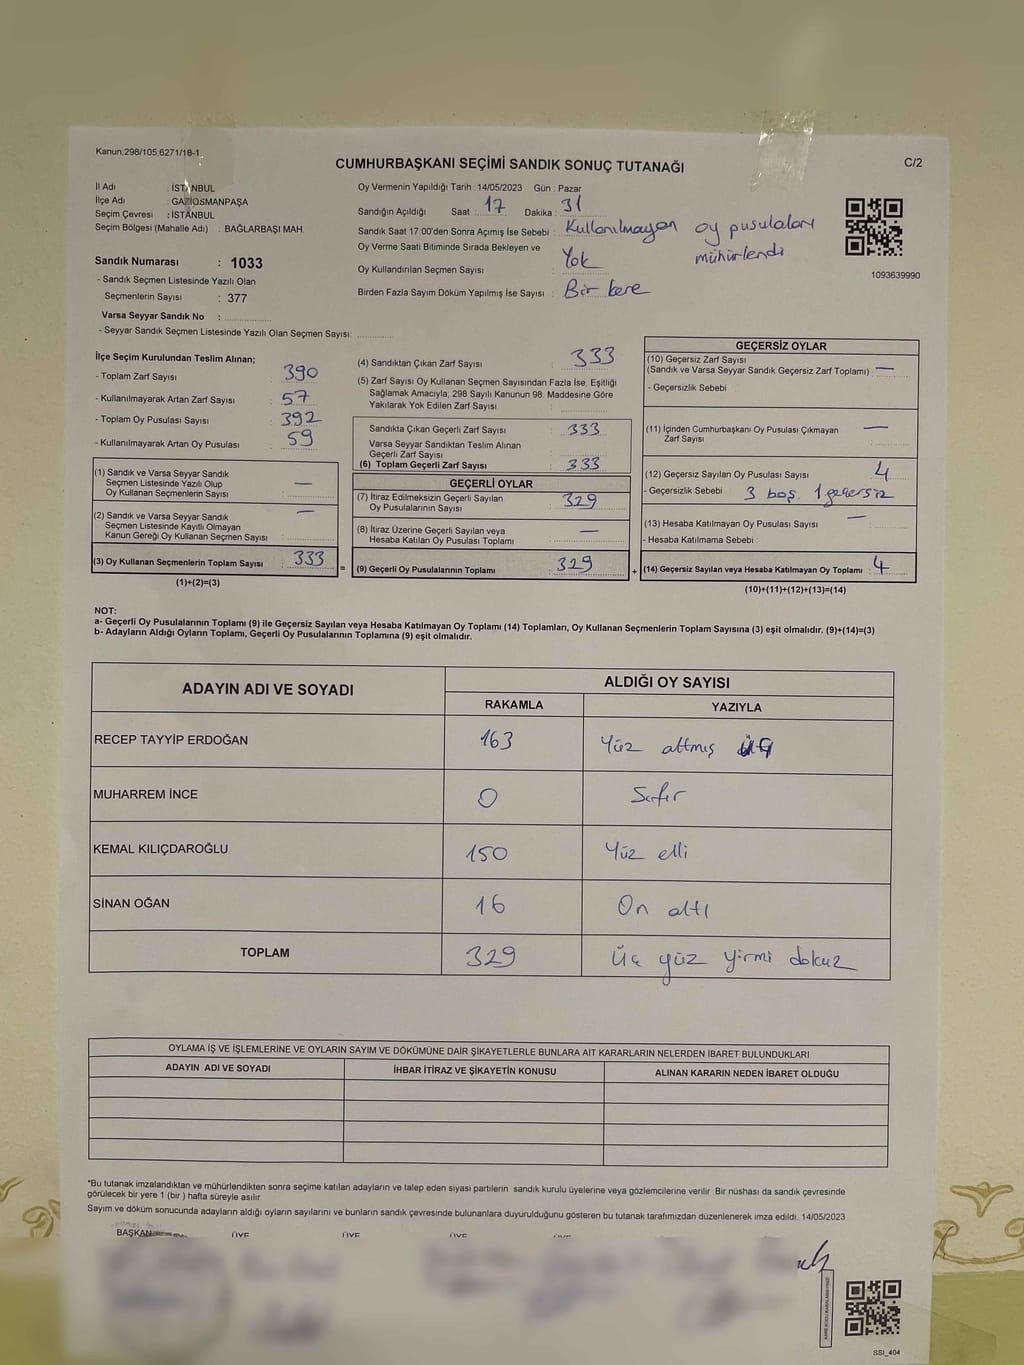 Kanun.298/105,6271/18-1
CUMHURBAŞKANI SEÇİMİ SANDIK SONUÇ TUTANAĞI
C/2
İl Adı : İSTANBUL
İlçe Adı : GAZİOSMANPAŞA
Seçim Çevresi : İSTANBUL
Seçim Bölgesi (Mahalle Adı) : BAĞLARBAŞI MAH.
Sandık Numarası : 1033
- Sandık Seçmen Listesinde Yazılı Olan
Seçmenlerin Sayısı : 377
Varsa Seyyar Sandık No :
- Seyyar Sandık Seçmen Listesinde Yazılı Olan Seçmen Sayısı:
Oy Vermenin Yapıldığı Tarih : 14/05/2023 Gün : Pazar
Sandığın Açıldığı Saat : 17 Dakika : 31
Sandık Saat 17:00'den Sonra Açımış İse Sebebi : Kullanılmayan oy pusulaları
mühürlendi
Oy Verme Saati Bitiminde Sırada Bekleyen ve
Oy Kullandırılan Seçmen Sayısı : Yok
Birden Fazla Sayım Döküm Yapılmış İse Sayısı : Bir kere
1093639990
İlçe Seçim Kurulundan Teslim Alınan;
- Toplam Zarf Sayısı : 390
- Kullanılmayarak Artan Zarf Sayısı : 57
- Toplam Oy Pusulası Sayısı : 392
- Kullanılmayarak Artan Oy Pusulası : 59
(1) Sandık ve Varsa Seyyar Sandık
Seçmen Listesinde Yazılı Olup
Oy Kullanan Seçmenlerin Sayısı : —
(2) Sandık ve Varsa Seyyar Sandık
Seçmen Listesinde Kayıtlı Olmayan
Kanun Gereği Oy Kullanan Seçmen Sayısı : —
(3) Oy Kullanan Seçmenlerin Toplam Sayısı : 333
(1)+(2)=(3)
(4) Sandıktan Çıkan Zarf Sayısı : 333
(5) Zarf Sayısı Oy Kullanan Seçmen Sayısından Fazla İse, Eşitliği
Sağlamak Amacıyla; 298 Sayılı Kanunun 98. Maddesine Göre
Yakılarak Yok Edilen Zarf Sayısı :
Sandıkta Çıkan Geçerli Zarf Sayısı : 333
Varsa Seyyar Sandıktan Teslim Alınan
Geçerli Zarf Sayısı :
(6) Toplam Geçerli Zarf Sayısı : 333
GEÇERLİ OYLAR
(7) İtiraz Edilmeksizin Geçerli Sayılan
Oy Pusulalarının Sayısı : 329
(8) İtiraz Üzerine Geçerli Sayılan veya
Hesaba Katılan Oy Pusulası Toplamı : —
= (9) Geçerli Oy Pusulalarının Toplamı : 329
GEÇERSİZ OYLAR
(10) Geçersiz Zarf Sayısı
(Sandık ve Varsa Seyyar Sandık Geçersiz Zarf Toplamı) : —
- Geçersizlik Sebebi :
(11) İçinden Cumhurbaşkanı Oy Pusulası Çıkmayan
Zarf Sayısı : —
(12) Geçersiz Sayılan Oy Pusulası Sayısı : 4
- Geçersizlik Sebebi : 3 boş, 1 geçersiz
(13) Hesaba Katılmayan Oy Pusulası Sayısı : —
- Hesaba Katılmama Sebebi :
+ (14) Geçersiz Sayılan veya Hesaba Katılmayan Oy Toplamı : 4
(10)+(11)+(12)+(13)=(14)
NOT:
a- Geçerli Oy Pusulalarının Toplamı (9) ile Geçersiz Sayılan veya Hesaba Katılmayan Oy Toplamı (14) Toplamları, Oy Kullanan Seçmenlerin Toplam Sayısına (3) eşit olmalıdır. (9)+(14)=(3)
b- Adayların Aldığı Oyların Toplamı, Geçerli Oy Pusulalarının Toplamına (9) eşit olmalıdır.
ADAYIN ADI VE SOYADI ALDIĞI OY SAYISI
RAKAMLA YAZIYLA
RECEP TAYYİP ERDOĞAN 163 Yüz altmış üç
MUHARREM İNCE 0 Sıfır
KEMAL KILIÇDAROĞLU 150 Yüz elli
SİNAN OĞAN 16 On altı
TOPLAM 329 Üç yüz yirmi dokuz
OYLAMA İŞ VE İŞLEMLERİNE VE OYLARIN SAYIM VE DÖKÜMÜNE DAİR ŞİKAYETLERLE BUNLARA AİT KARARLARIN NELERDEN İBARET BULUNDUKLARI
ADAYIN ADI VE SOYADI İHBAR İTİRAZ VE ŞİKAYETİN KONUSU ALINAN KARARIN NEDEN İBARET OLDUĞU
*Bu tutanak imzalandıktan ve mühürlendikten sonra seçime katılan adayların ve talep eden siyasi partilerin sandık kurulu üyelerine veya gözlemcilerine verilir. Bir nüshası da sandık çevresinde
görülecek bir yere 1 (bir) hafta süreyle asılır.
Sayım ve döküm sonucunda adayların aldığı oyların sayılarını ve bunların sandık çevresinde bulunanlara duyurulduğunu gösteren bu tutanak tarafımızdan düzenlenerek imza edildi. 14/05/2023
BAŞKAN ÜYE ÜYE ÜYE ÜYE
SSI_404